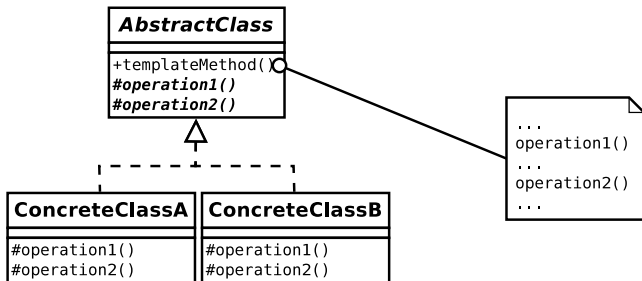 AbstractClass
+templateMethod()
#operation1()
#operation2()
...
operation1()
...
operation2()
...
ConcreteClassA
#operation1()
#operation2()
ConcreteClassB
#operation1()
#operation2()